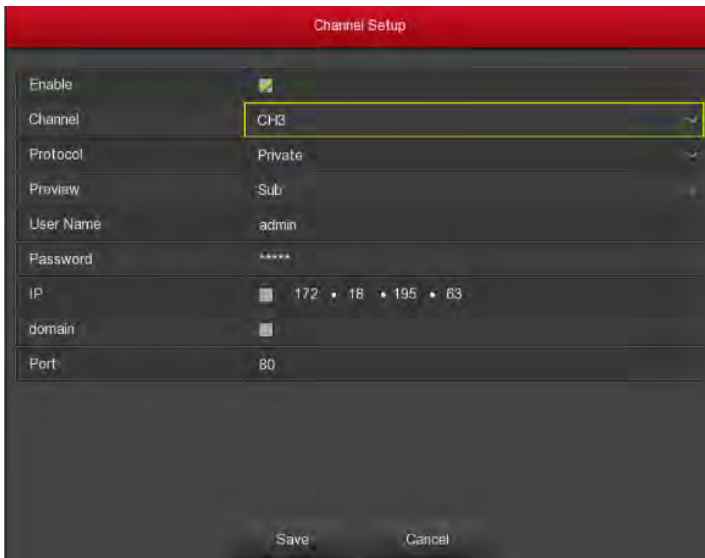 Channel Setup
Enable
Channel CH3
Protocol Private
Preview Sub
User Name admin
Password *****
IP 172 • 18 • 195 • 63
domain
Port 80
Save Cancel